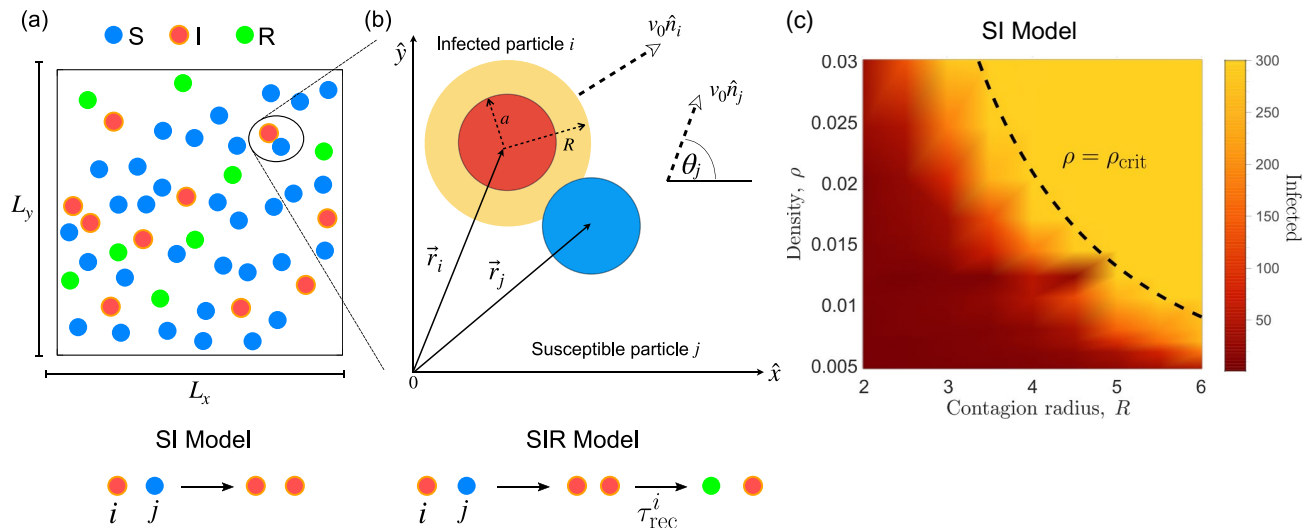 (a)
S I R
L_y
L_x
(b)
ŷ
Infected particle i
v₀n̂ᵢ
v₀n̂ⱼ
a
R
θⱼ
r⃗ᵢ
r⃗ⱼ
Susceptible particle j
0
x̂
(c)
SI Model
0.03
0.025
0.02
0.015
0.01
0.005
Density, ρ
ρ = ρ_crit
2 3 4 5 6
Contagion radius, R
300
250
200
150
100
50
Infected
SI Model
i j
SIR Model
i j
τⁱ_rec